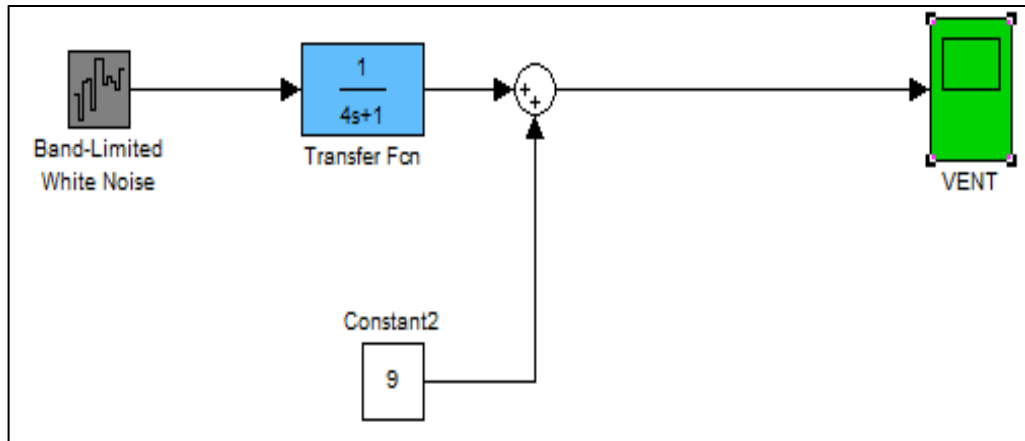 Band-Limited
White Noise
1
4s+1
Transfer Fcn
+
+
VENT
Constant2
9